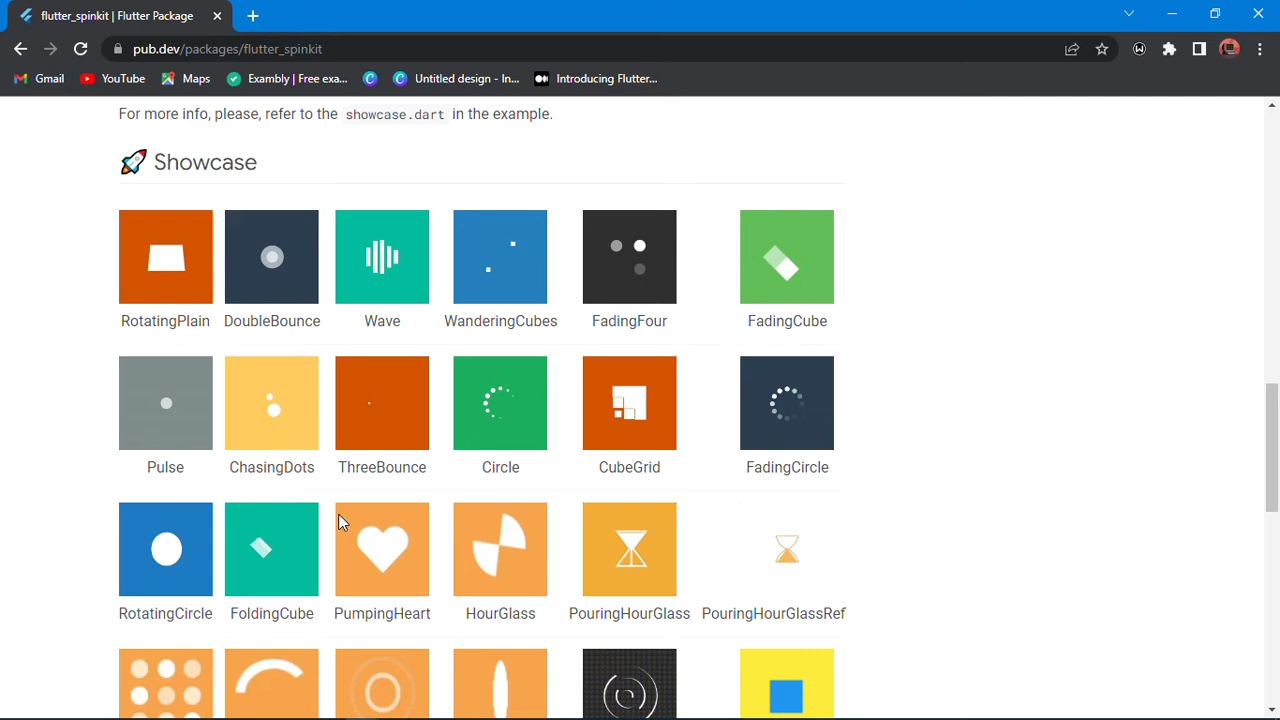 flutter_spinkit | Flutter Package
pub.dev/packages/flutter_spinkit
Gmail YouTube Maps Exambly | Free exa... Untitled design - In... Introducing Flutter...
For more info, please, refer to the showcase.dart in the example.
Showcase
RotatingPlain DoubleBounce Wave WanderingCubes FadingFour FadingCube
Pulse ChasingDots ThreeBounce Circle CubeGrid FadingCircle
RotatingCircle FoldingCube PumpingHeart HourGlass PouringHourGlass PouringHourGlassRef